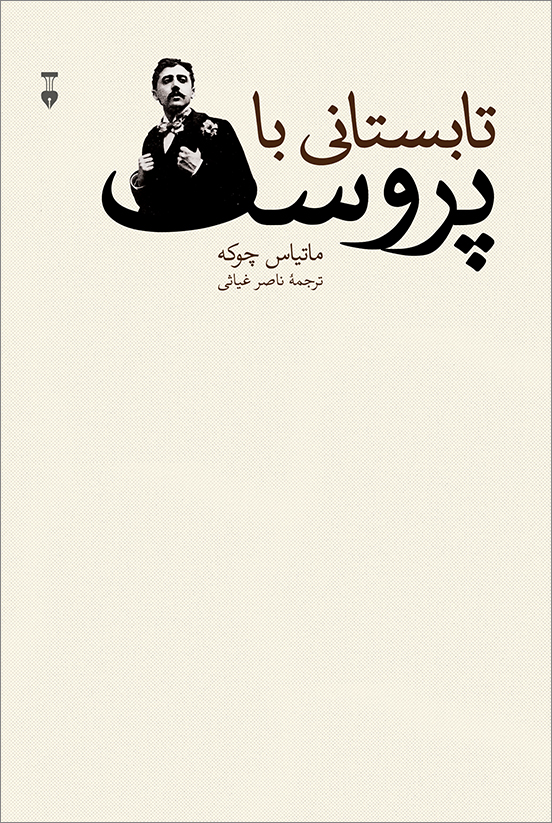 تابستانی با
پروست
ماتیاس چوکه
ترجمهٔ ناصر غیاثی